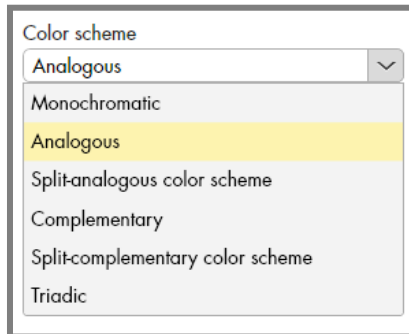 Color scheme
Analogous
Monochromatic
Analogous
Split-analogous color scheme
Complementary
Split-complementary color scheme
Triadic